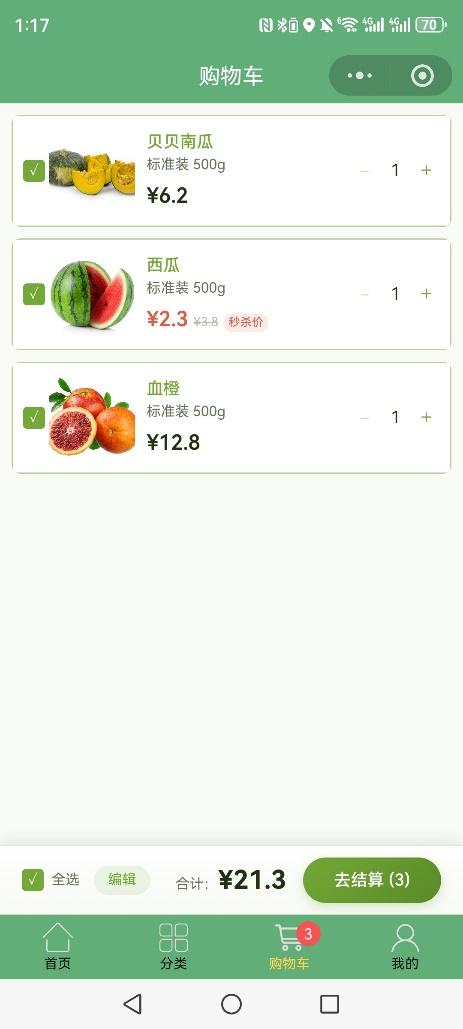 1:17
6 4G 4G 70
购物车
贝贝南瓜
标准装 500g
¥6.2
− 1 +
西瓜
标准装 500g
¥2.3 ¥3.8 秒杀价
− 1 +
血橙
标准装 500g
¥12.8
− 1 +
全选 编辑 合计: ¥21.3 去结算 (3)
3
首页 分类 购物车 我的